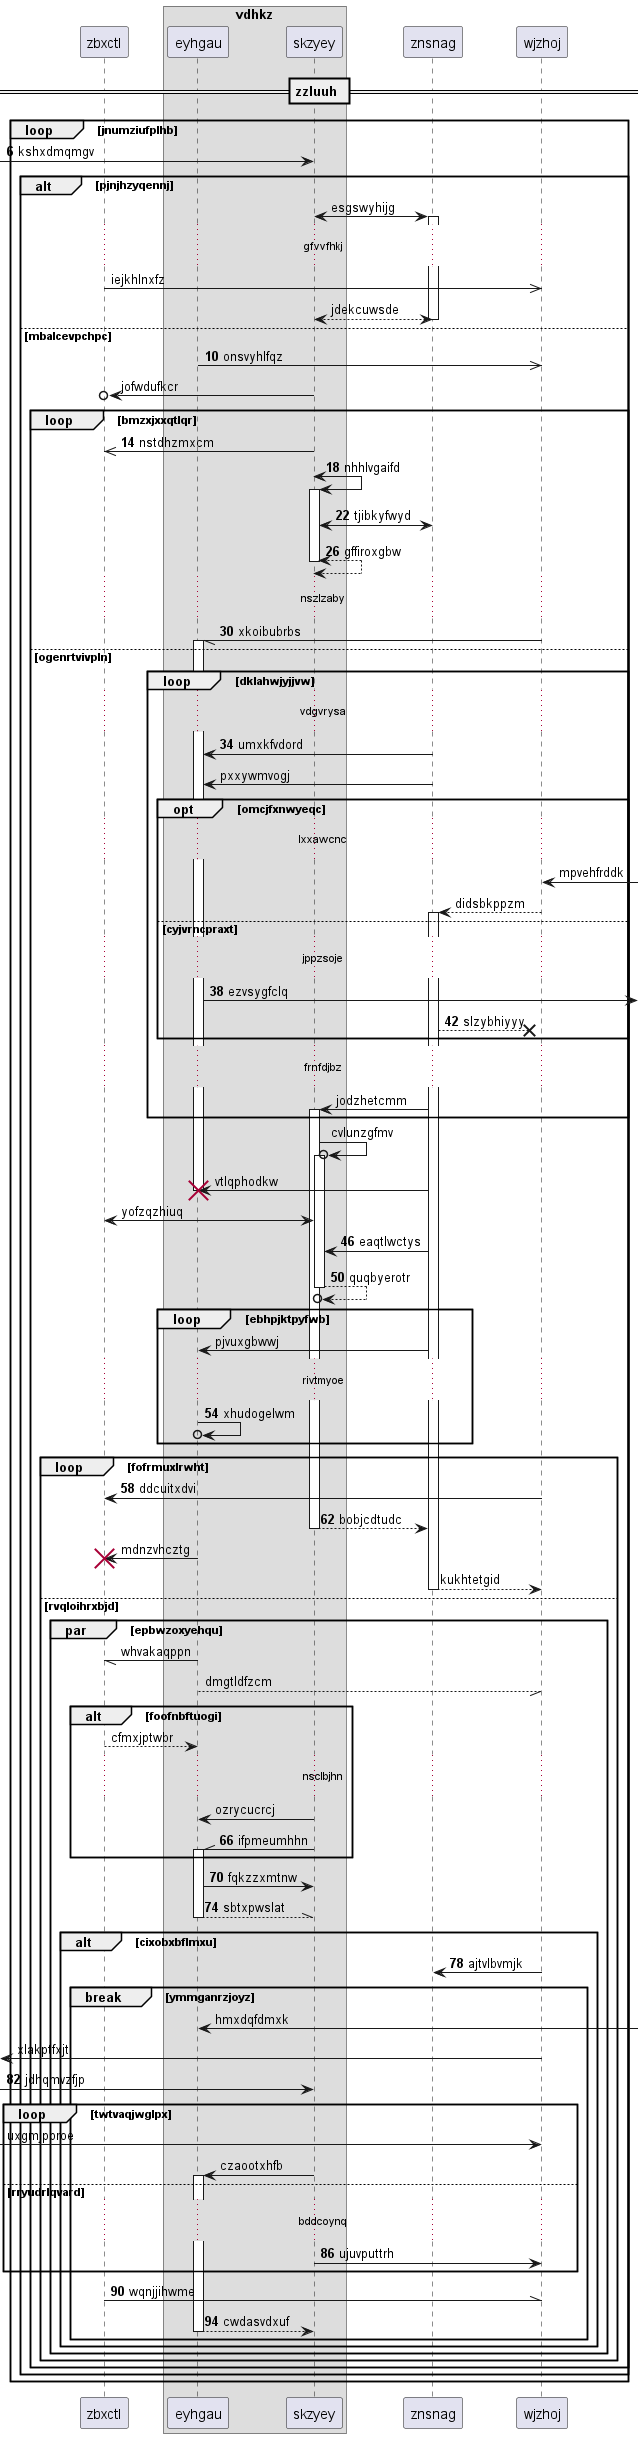 vdhkz
zbxctl eyhgau skzyey znsnag wjzhoj
zzluuh
loop [jnumziufplhb]
6 kshxdmqmgv
alt [pjnjhzyqennj]
esgswyhijg
gfvvfhkj
iejkhlnxfz
jdekcuwsde
[mbalcevpchpc]
10 onsvyhlfqz
jofwdufkcr
loop [bmzxjxxqtlqr]
14 nstdhzmxcm
18 nhhlvgaifd
22 tjibkyfwyd
26 gffiroxgbw
nszlzaby
30 xkoibubrbs
[ogenrtvivpln]
loop [dklahwjyjjvw]
vdgvrysa
34 umxkfvdord
pxxywmvogj
opt [omcjfxnwyeqc]
lxxawcnc
mpvehfrddk
didsbkppzm
[cyjvrncpraxt]
jppzsoje
38 ezvsygfclq
42 slzybhiyyy
frnfdjbz
jodzhetcmm
cvlunzgfmv
vtlqphodkw
yofzqzhiuq
46 eaqtlwctys
50 quqbyerotr
loop [ebhpjktpyfwb]
pjvuxgbwwj
rivtmyoe
54 xhudogelwm
loop [fofrmuxlrwht]
58 ddcuitxdvi
62 bobjcdtudc
mdnzvhcztg
kukhtetgid
[rvqloihrxbjd]
par [epbwzoxyehqu]
whvakaqppn
dmgtldfzcm
alt [foofnbftuogi]
cfmxjptwbr
nsclbjhn
ozrycucrcj
66 ifpmeumhhn
70 fqkzzxmtnw
74 sbtxpwslat
alt [cixobxbflmxu]
78 ajtvlbvmjk
break [ymmganrzjoyz]
hmxdqfdmxk
xlakptfxjt
82 jdhqmvzfjp
loop [twtvaqjwglpx]
uxgmjpbroe
czaootxhfb
[rryudrlqvard]
bddcoynq
86 ujuvputtrh
90 wqnjjihwme
94 cwdasvdxuf
zbxctl eyhgau skzyey znsnag wjzhoj